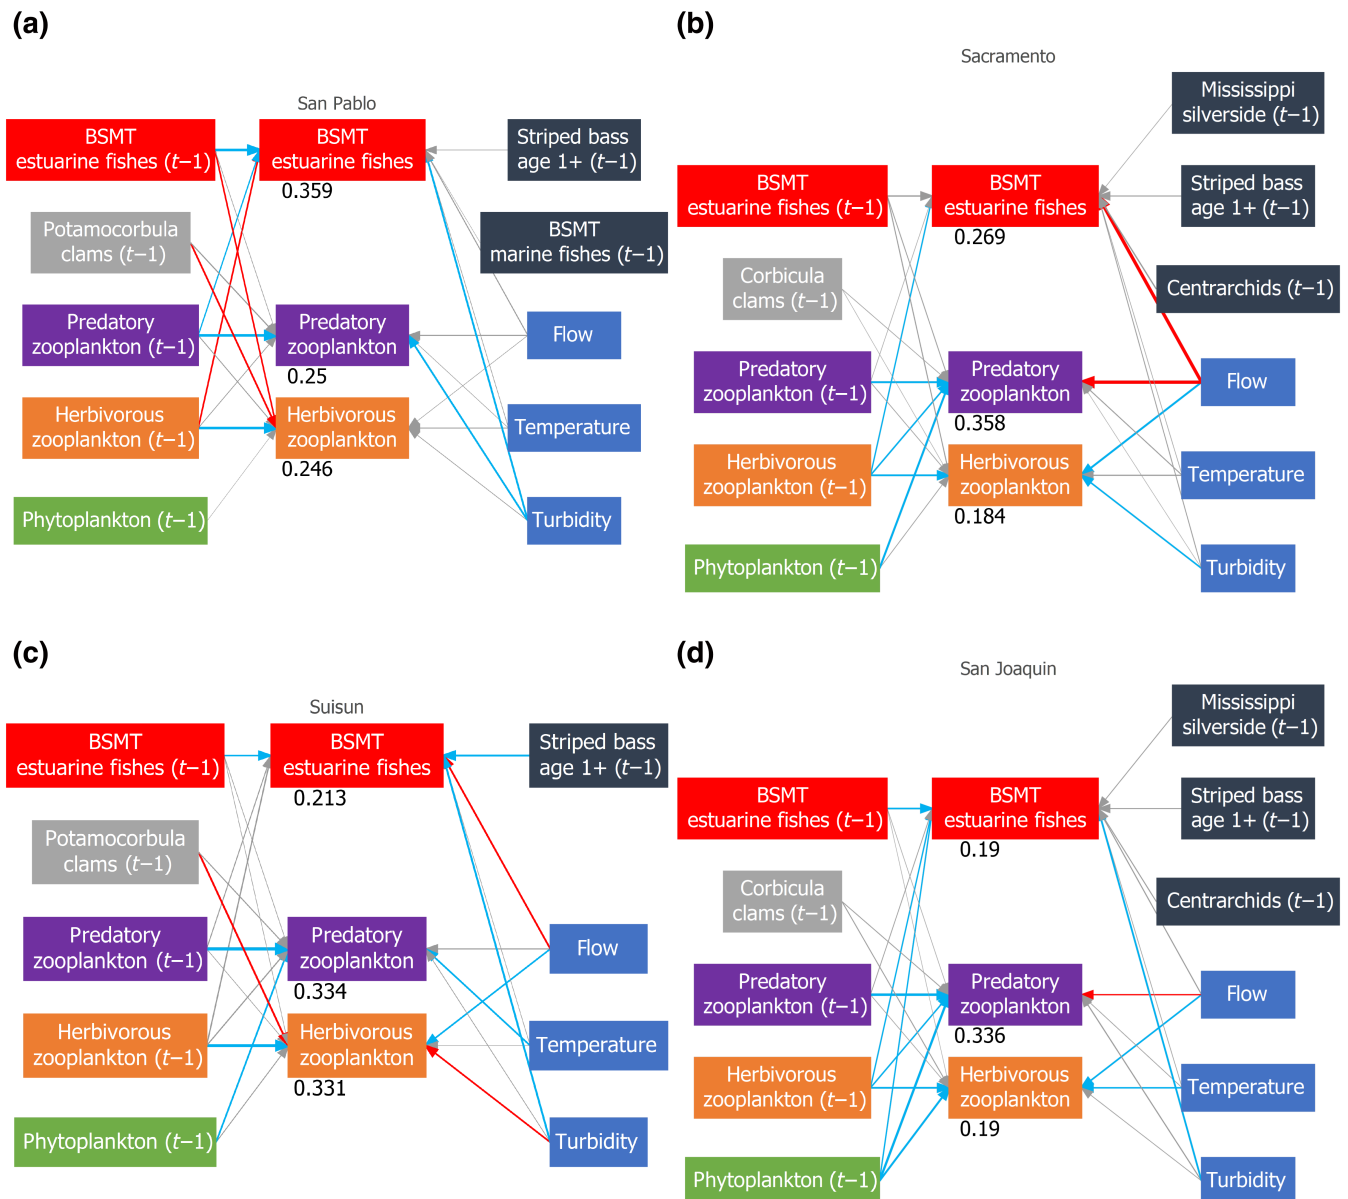 (a)
San Pablo
BSMT
estuarine fishes (t−1)
BSMT
estuarine fishes
0.359
Striped bass
age 1+ (t−1)
Potamocorbula
clams (t−1)
BSMT
marine fishes (t−1)
Predatory
zooplankton (t−1)
Predatory
zooplankton
0.25
Flow
Herbivorous
zooplankton (t−1)
Herbivorous
zooplankton
0.246
Temperature
Phytoplankton (t−1)
Turbidity
(b)
Sacramento
Mississippi
silverside (t−1)
BSMT
estuarine fishes (t−1)
BSMT
estuarine fishes
0.269
Striped bass
age 1+ (t−1)
Corbicula
clams (t−1)
Centrarchids (t−1)
Predatory
zooplankton (t−1)
Predatory
zooplankton
0.358
Flow
Herbivorous
zooplankton (t−1)
Herbivorous
zooplankton
0.184
Temperature
Phytoplankton (t−1)
Turbidity
(c)
Suisun
BSMT
estuarine fishes (t−1)
BSMT
estuarine fishes
0.213
Striped bass
age 1+ (t−1)
Potamocorbula
clams (t−1)
Predatory
zooplankton (t−1)
Predatory
zooplankton
0.334
Flow
Herbivorous
zooplankton (t−1)
Herbivorous
zooplankton
0.331
Temperature
Phytoplankton (t−1)
Turbidity
(d)
San Joaquin
Mississippi
silverside (t−1)
BSMT
estuarine fishes (t−1)
BSMT
estuarine fishes
0.19
Striped bass
age 1+ (t−1)
Corbicula
clams (t−1)
Centrarchids (t−1)
Predatory
zooplankton (t−1)
Predatory
zooplankton
0.336
Flow
Herbivorous
zooplankton (t−1)
Herbivorous
zooplankton
0.19
Temperature
Phytoplankton (t−1)
Turbidity